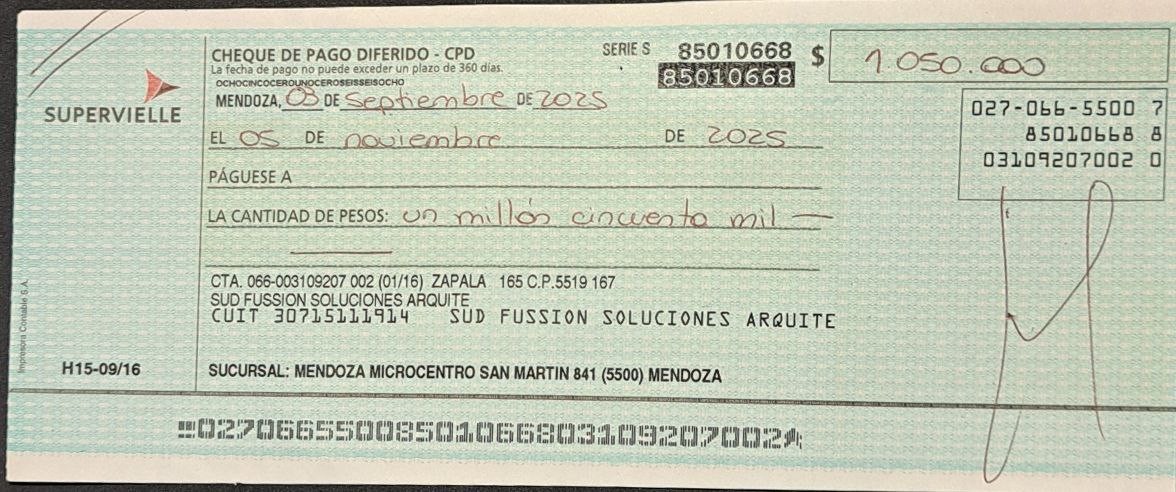 CHEQUE DE PAGO DIFERIDO - CPD
SERIE S 85010668 $ 1.050.000
La fecha de pago no puede exceder un plazo de 360 días.
85010668
OCHOCINCOCEROUNOCEROSEISSEISOCHO
MENDOZA, 03 DE Septiembre DE 2025
SUPERVIELLE
027-066-5500 7
85010668 8
03109207002 0
EL 05 DE noviembre DE 2025
PÁGUESE A
LA CANTIDAD DE PESOS: un millón cincuenta mil —
CTA. 066-003109207 002 (01/16) ZAPALA 165 C.P.5519 167
SUD FUSSION SOLUCIONES ARQUITE
CUIT 30715111914 SUD FUSSION SOLUCIONES ARQUITE
Impresora Contable S.A.
H15-09/16
SUCURSAL: MENDOZA MICROCENTRO SAN MARTIN 841 (5500) MENDOZA
02706655008501066803109207002